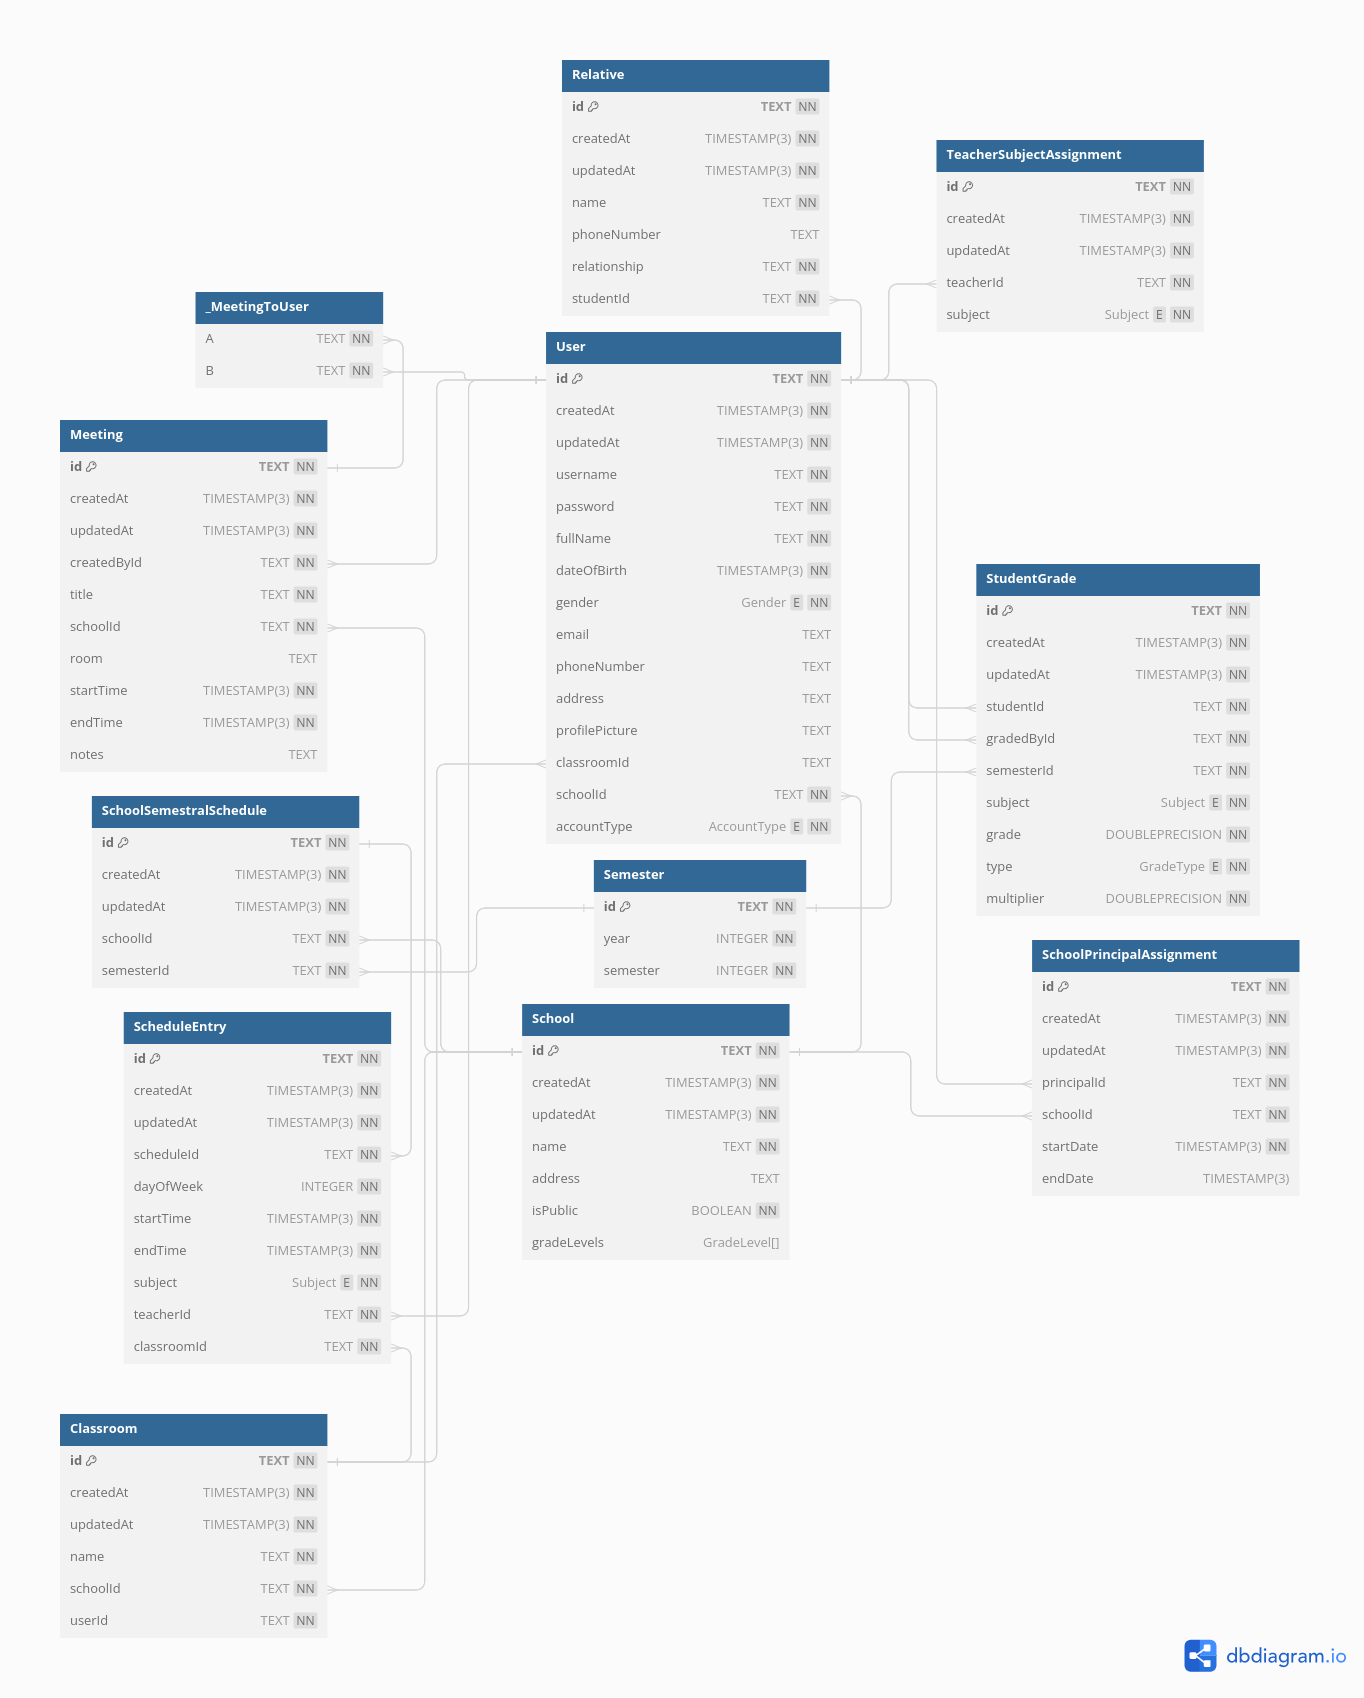 Relative
id TEXT NN
createdAt TIMESTAMP(3) NN
updatedAt TIMESTAMP(3) NN
name TEXT NN
phoneNumber TEXT
relationship TEXT NN
studentId TEXT NN
TeacherSubjectAssignment
id TEXT NN
createdAt TIMESTAMP(3) NN
updatedAt TIMESTAMP(3) NN
teacherId TEXT NN
subject Subject E NN
_MeetingToUser
A TEXT NN
B TEXT NN
User
id TEXT NN
createdAt TIMESTAMP(3) NN
updatedAt TIMESTAMP(3) NN
username TEXT NN
password TEXT NN
fullName TEXT NN
dateOfBirth TIMESTAMP(3) NN
gender Gender E NN
email TEXT
phoneNumber TEXT
address TEXT
profilePicture TEXT
classroomId TEXT
schoolId TEXT NN
accountType AccountType E NN
Meeting
id TEXT NN
createdAt TIMESTAMP(3) NN
updatedAt TIMESTAMP(3) NN
createdById TEXT NN
title TEXT NN
schoolId TEXT NN
room TEXT
startTime TIMESTAMP(3) NN
endTime TIMESTAMP(3) NN
notes TEXT
StudentGrade
id TEXT NN
createdAt TIMESTAMP(3) NN
updatedAt TIMESTAMP(3) NN
studentId TEXT NN
gradedById TEXT NN
semesterId TEXT NN
subject Subject E NN
grade DOUBLEPRECISION NN
type GradeType E NN
multiplier DOUBLEPRECISION NN
SchoolSemestralSchedule
id TEXT NN
createdAt TIMESTAMP(3) NN
updatedAt TIMESTAMP(3) NN
schoolId TEXT NN
semesterId TEXT NN
Semester
id TEXT NN
year INTEGER NN
semester INTEGER NN
SchoolPrincipalAssignment
id TEXT NN
createdAt TIMESTAMP(3) NN
updatedAt TIMESTAMP(3) NN
principalId TEXT NN
schoolId TEXT NN
startDate TIMESTAMP(3) NN
endDate TIMESTAMP(3)
ScheduleEntry
id TEXT NN
createdAt TIMESTAMP(3) NN
updatedAt TIMESTAMP(3) NN
scheduleId TEXT NN
dayOfWeek INTEGER NN
startTime TIMESTAMP(3) NN
endTime TIMESTAMP(3) NN
subject Subject E NN
teacherId TEXT NN
classroomId TEXT NN
School
id TEXT NN
createdAt TIMESTAMP(3) NN
updatedAt TIMESTAMP(3) NN
name TEXT NN
address TEXT
isPublic BOOLEAN NN
gradeLevels GradeLevel[]
Classroom
id TEXT NN
createdAt TIMESTAMP(3) NN
updatedAt TIMESTAMP(3) NN
name TEXT NN
schoolId TEXT NN
userId TEXT NN
dbdiagram.io